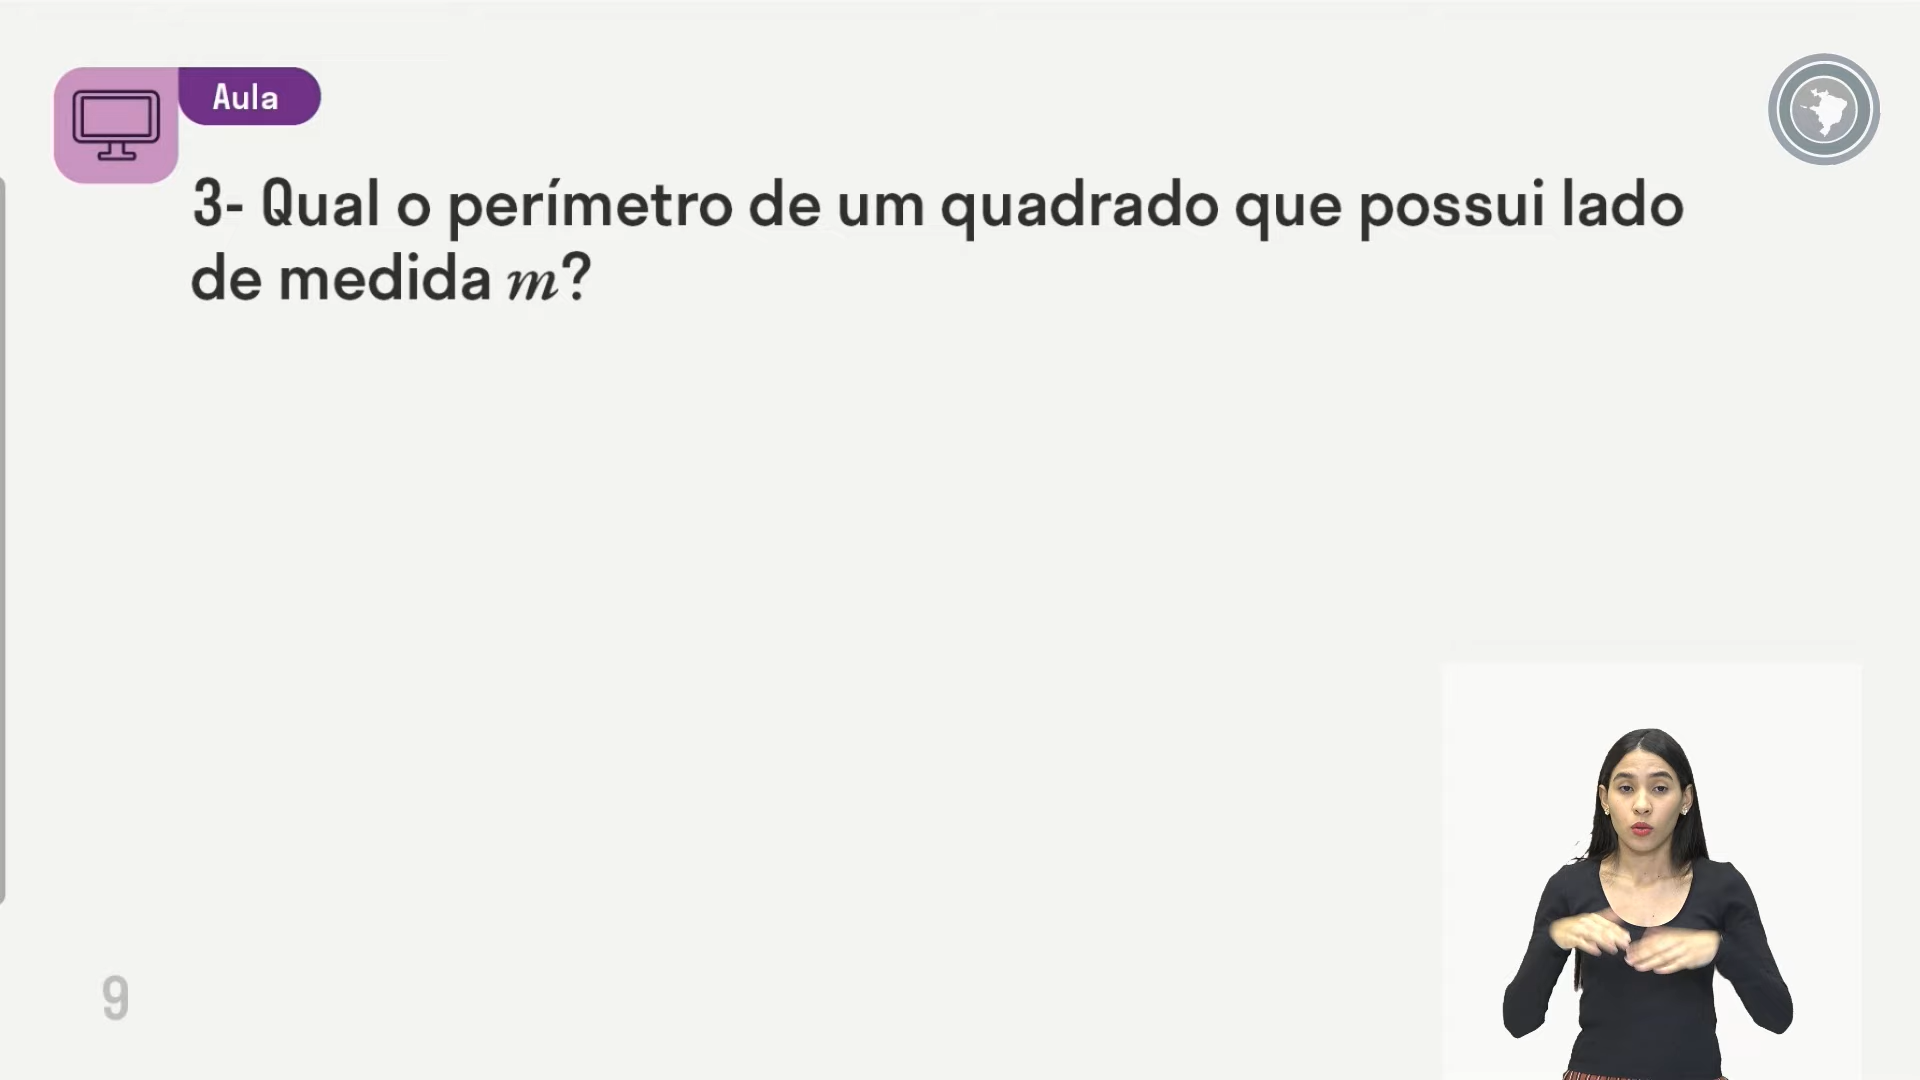 Aula
3- Qual o perímetro de um quadrado que possui lado
de medida m?
9